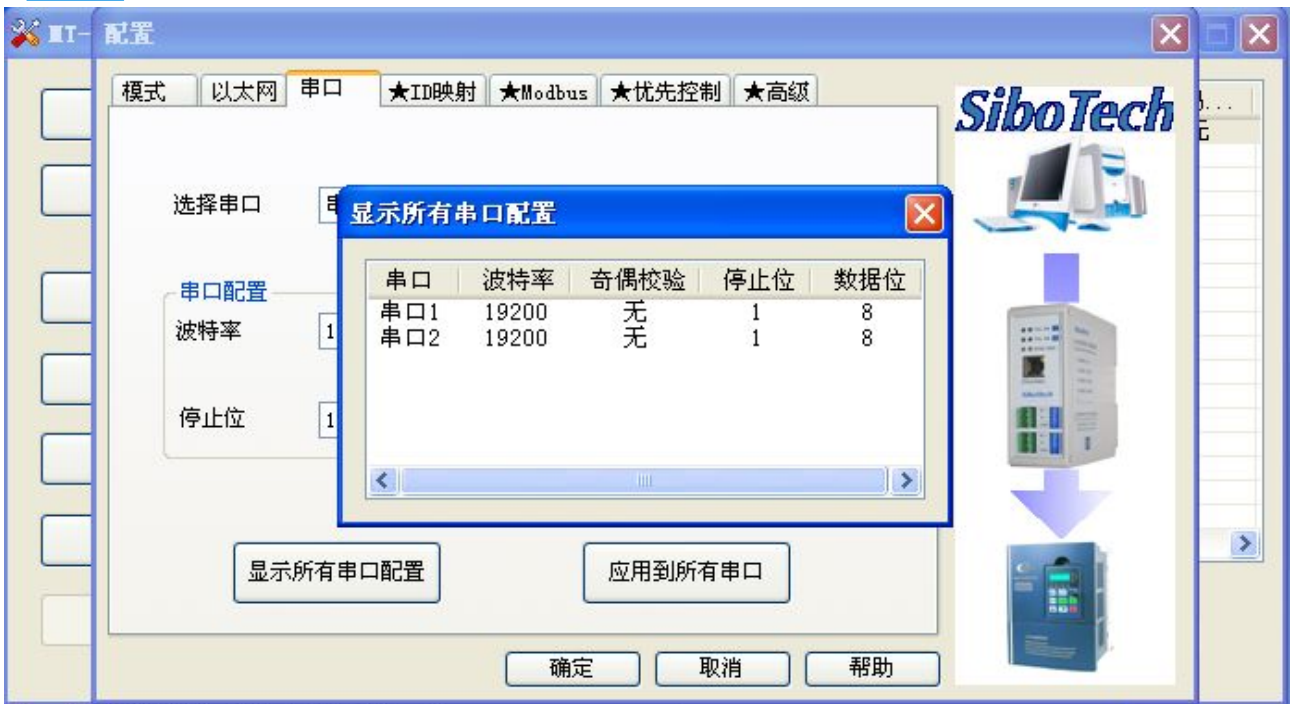 MT-
配置
模式 以太网 串口 ★ID映射 ★Modbus ★优先控制 ★高级
SiboTech
选择串口
显示所有串口配置
串口 波特率 奇偶校验 停止位 数据位
串口1 19200 无 1 8
串口2 19200 无 1 8
串口配置
波特率 1
停止位 1
显示所有串口配置 应用到所有串口
确定 取消 帮助